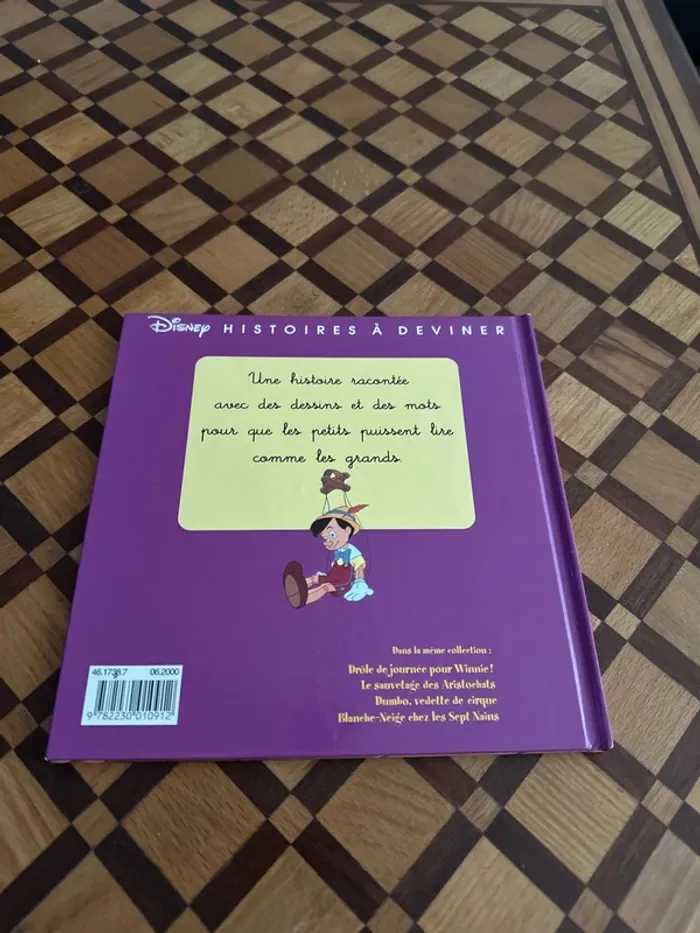 Disney HISTOIRES À DEVINER
Une histoire racontée
avec des dessins et des mots
pour que les petits puissent lire
comme les grands.
Dans la même collection :
Drôle de journée pour Winnie !
Le sauvetage des Aristochats
Dumbo, vedette de cirque
Blanche-Neige chez les Sept Nains
46.1738.7 06.2000
9 782230 010912